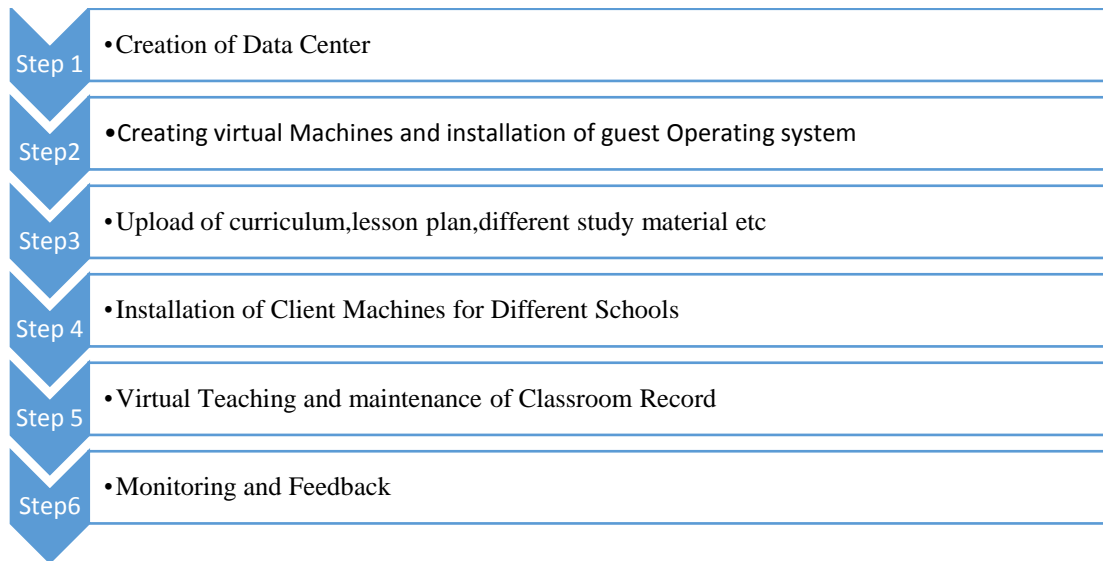 Step 1
•Creation of Data Center
Step2
•Creating virtual Machines and installation of guest Operating system
Step3
•Upload of curriculum,lesson plan,different study material etc
Step 4
•Installation of Client Machines for Different Schools
Step 5
•Virtual Teaching and maintenance of Classroom Record
Step6
•Monitoring and Feedback